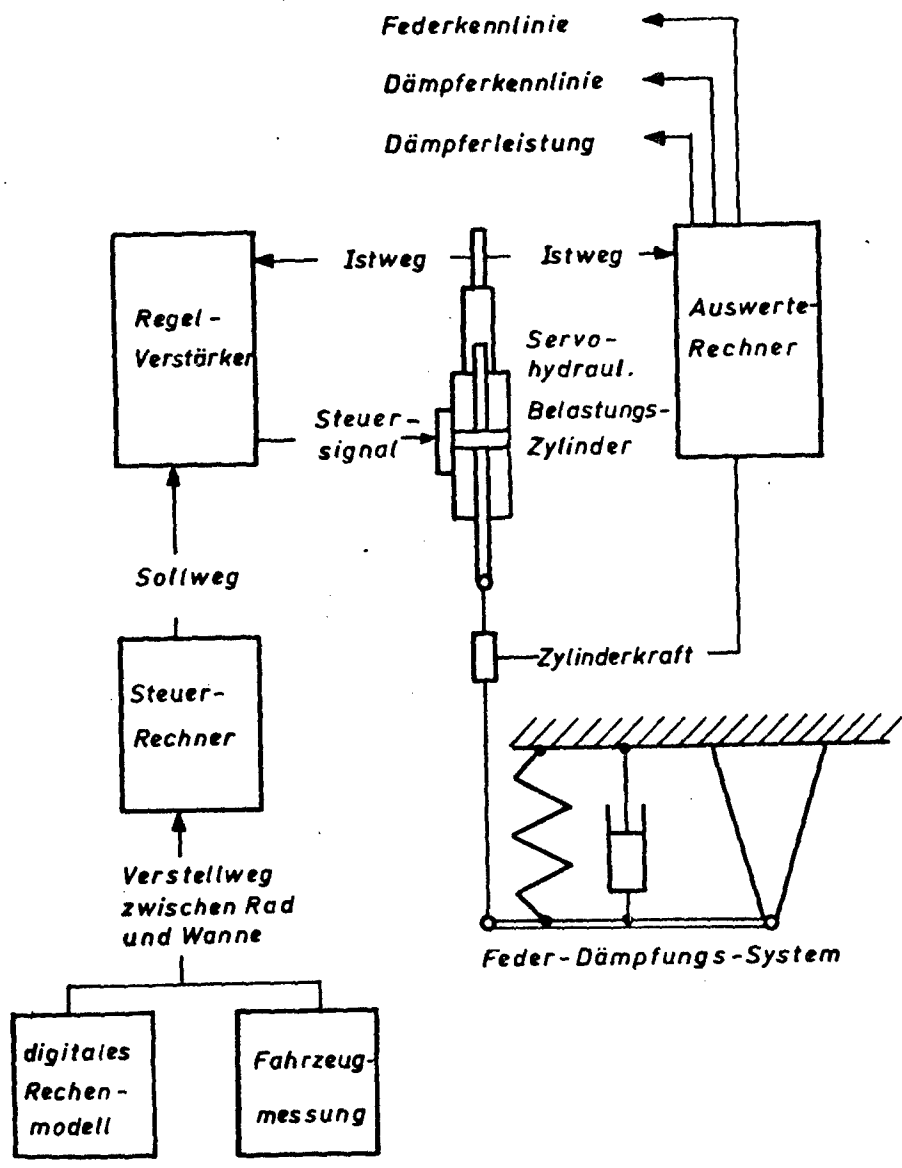 Federkennlinie
Dämpferkennlinie
Dämpferleistung
Istweg
Istweg
Regel-
Verstärker
Auswerte-
Rechner
Servo-
hydraul.
Belastungs-
Zylinder
Steuer-
signal
Sollweg
Zylinderkraft
Steuer-
Rechner
Verstellweg
zwischen Rad
und Wanne
Feder-Dämpfungs-System
digitales
Rechen-
modell
Fahrzeug-
messung